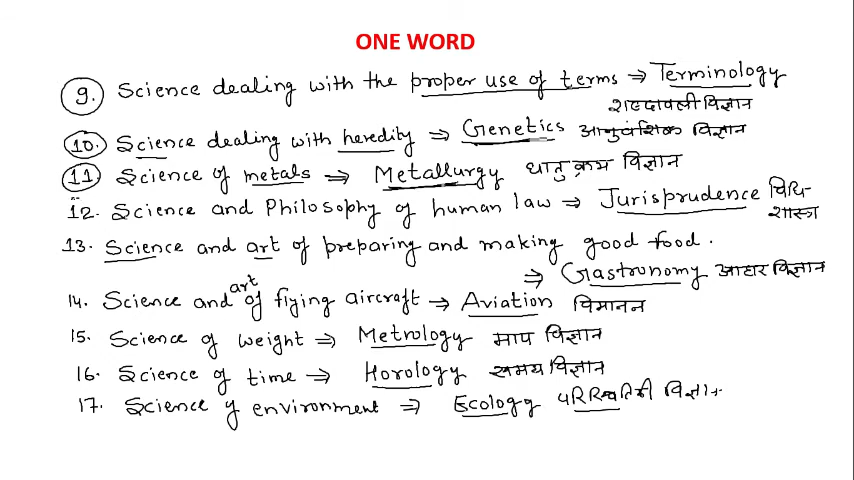 ONE WORD
9. Science dealing with the proper use of terms ⇒ Terminology
शब्दावली विज्ञान
10. Science dealing with heredity ⇒ Genetics आनुवंशिक विज्ञान
11. Science of metals ⇒ Metallurgy धातु क्रम विज्ञान
12. Science and Philosophy of human law ⇒ Jurisprudence विधि-
शास्त्र
13. Science and art of preparing and making good food.
⇒ Gastronomy आहार विज्ञान
14. Science and art of flying aircraft → Aviation विमानन
15. Science of weight ⇒ Metrology माप विज्ञान
16. Science of time ⇒ Horology समय विज्ञान
17. Science of environment ⇒ Ecology परिस्थितिकी विज्ञान